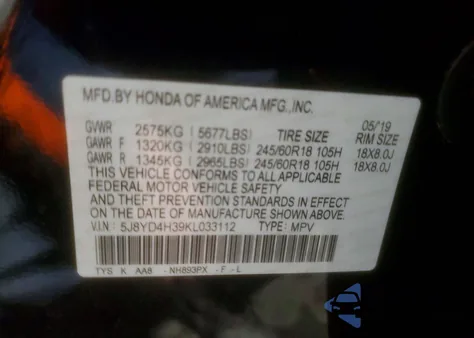 MFD.BY HONDA OF AMERICA MFG.,INC.
05/19
GVWR 2575KG (5677LBS) TIRE SIZE RIM SIZE
GAWR F 1320KG (2910LBS) 245/60R18 105H 18X8.0J
GAWR R 1345KG (2965LBS) 245/60R18 105H 18X8.0J
THIS VEHICLE CONFORMS TO ALL APPLICABLE
FEDERAL MOTOR VEHICLE SAFETY
AND THEFT PREVENTION STANDARDS IN EFFECT
ON THE DATE OF MANUFACTURE SHOWN ABOVE.
V.I.N: 5J8YD4H39KL033112 TYPE: MPV
TYS K AA8 -NH893PX -F -L